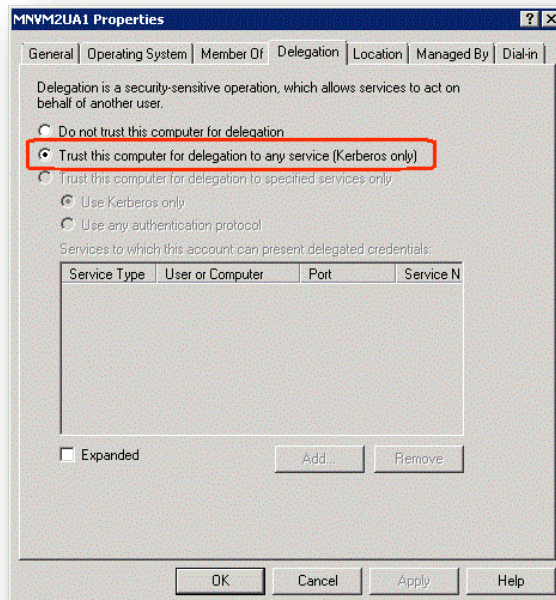 MNVM2UA1 Properties
General Operating System Member Of Delegation Location Managed By Dial-in
Delegation is a security-sensitive operation, which allows services to act on
behalf of another user.
Do not trust this computer for delegation
Trust this computer for delegation to any service (Kerberos only)
Trust this computer for delegation to specified services only
Use Kerberos only
Use any authentication protocol
Services to which this account can present delegated credentials:
Service Type User or Computer Port Service N
Expanded Add... Remove
OK Cancel Apply Help